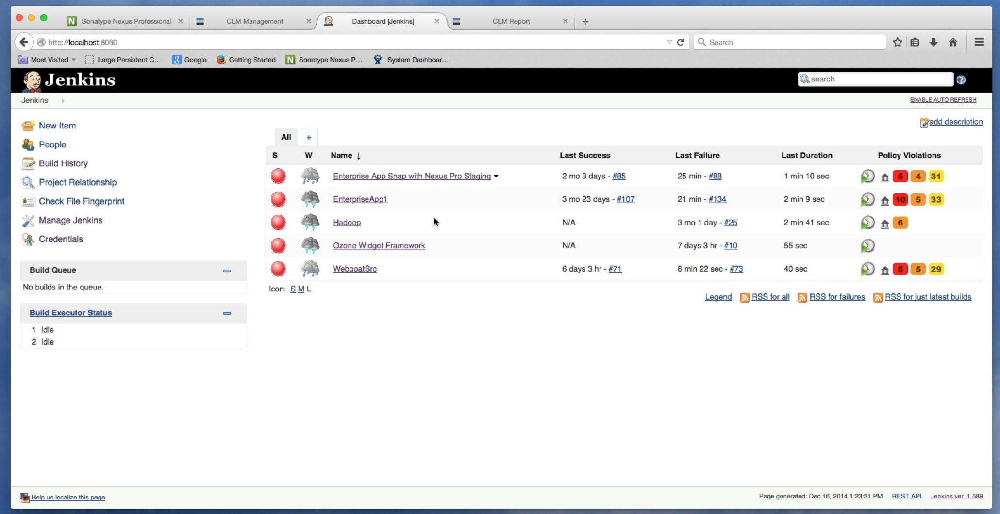 Sonatype Nexus Professional
CLM Management
Dashboard [Jenkins]
CLM Report
http://localhost:8060
Search
Most Visited
Large Persistent C...
Google
Getting Started
Sonatype Nexus P...
System Dashboar...
Jenkins
search
Jenkins
ENABLE AUTO REFRESH
add description
New Item
People
Build History
Project Relationship
Check File Fingerprint
Manage Jenkins
Credentials
Build Queue
No builds in the queue.
Build Executor Status
1 Idle
2 Idle
All +
S W Name ↓ Last Success Last Failure Last Duration Policy Violations
Enterprise App Snap with Nexus Pro Staging 2 mo 3 days - #85 25 min - #88 1 min 10 sec 5 4 31
EnterpriseApp1 3 mo 23 days - #107 21 min - #134 2 min 9 sec 10 5 33
Hadoop N/A 3 mo 1 day - #25 2 min 41 sec 6
Ozone Widget Framework N/A 7 days 3 hr - #10 55 sec
WebgoatSrc 6 days 3 hr - #71 6 min 22 sec - #73 40 sec 5 5 29
Icon: S M L
Legend RSS for all RSS for failures RSS for just latest builds
Help us localize this page
Page generated: Dec 16, 2014 1:23:31 PM REST API Jenkins ver. 1.589